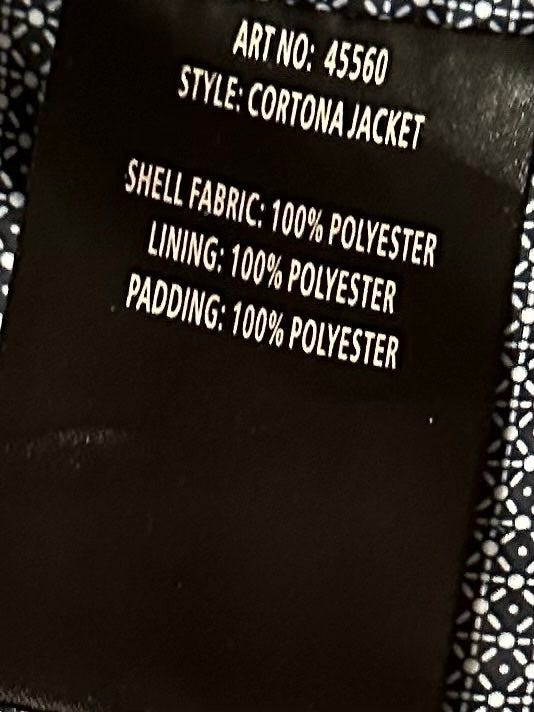 ART NO: 45560
STYLE: CORTONA JACKET
SHELL FABRIC: 100% POLYESTER
LINING: 100% POLYESTER
PADDING: 100% POLYESTER